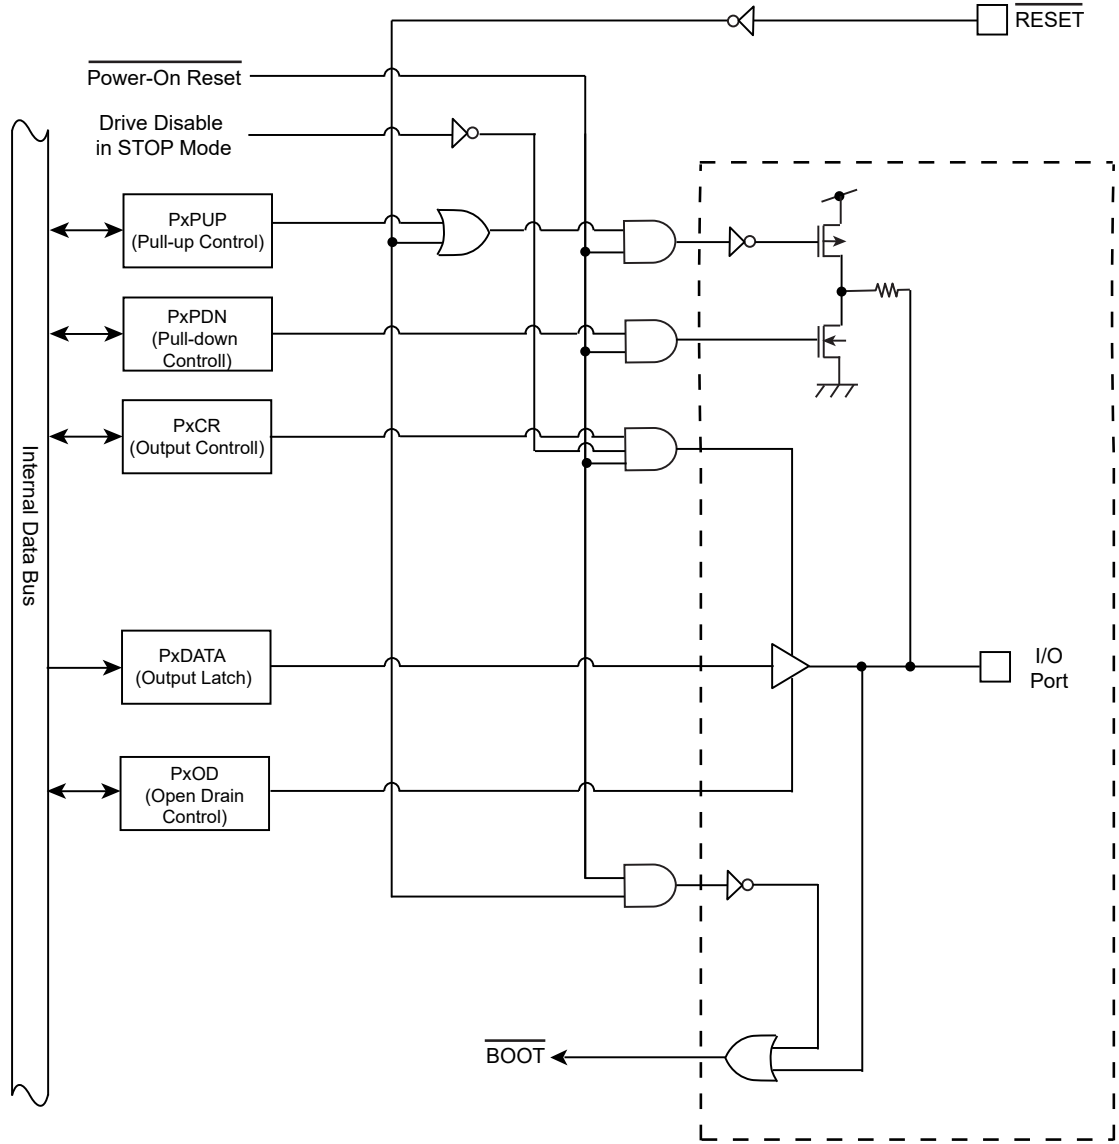 RESET
Power-On Reset
Drive Disable
in STOP Mode
PxPUP
(Pull-up Control)
PxPDN
(Pull-down
Controll)
PxCR
(Output Controll)
Internal Data Bus
PxDATA
(Output Latch)
I/O
Port
PxOD
(Open Drain
Control)
BOOT